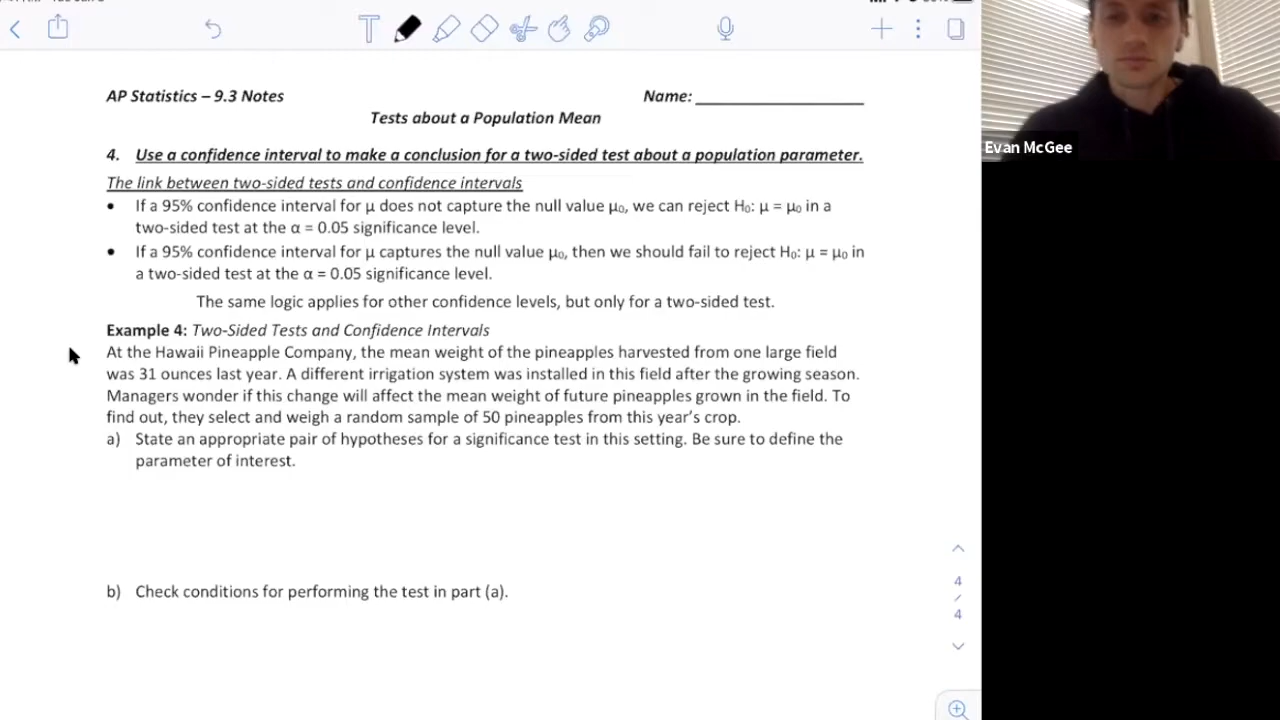 AP Statistics – 9.3 Notes
Name: _______________
Tests about a Population Mean
4. Use a confidence interval to make a conclusion for a two-sided test about a population parameter.
The link between two-sided tests and confidence intervals
• If a 95% confidence interval for μ does not capture the null value μ₀, we can reject H₀: μ = μ₀ in a
two-sided test at the α = 0.05 significance level.
• If a 95% confidence interval for μ captures the null value μ₀, then we should fail to reject H₀: μ = μ₀ in
a two-sided test at the α = 0.05 significance level.
The same logic applies for other confidence levels, but only for a two-sided test.
Example 4: Two-Sided Tests and Confidence Intervals
At the Hawaii Pineapple Company, the mean weight of the pineapples harvested from one large field
was 31 ounces last year. A different irrigation system was installed in this field after the growing season.
Managers wonder if this change will affect the mean weight of future pineapples grown in the field. To
find out, they select and weigh a random sample of 50 pineapples from this year's crop.
a) State an appropriate pair of hypotheses for a significance test in this setting. Be sure to define the
parameter of interest.
b) Check conditions for performing the test in part (a).
4
/
4
Evan McGee